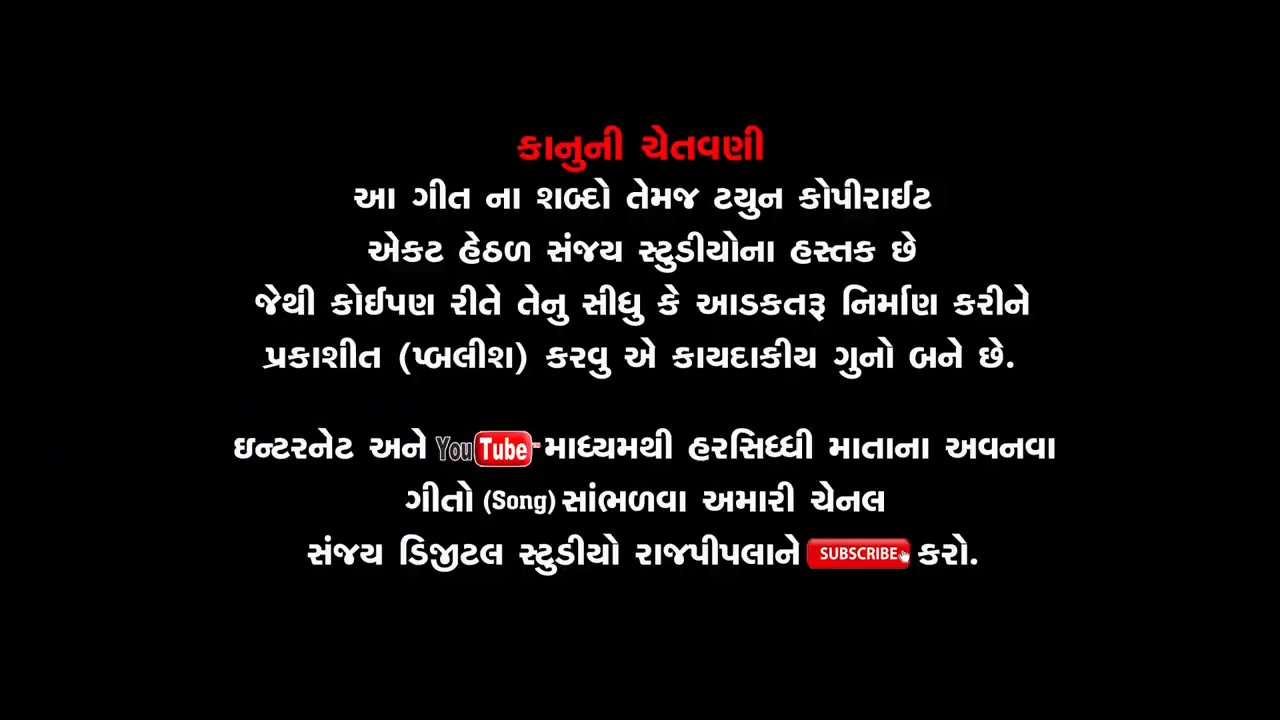 કાનુની ચેતવણી
આ ગીત ના શબ્દો તેમજ ટયુન કોપીરાઈટ
એકટ હેઠળ સંજય સ્ટુડીયોના હસ્તક છે
જેથી કોઈપણ રીતે તેનુ સીધુ કે આડકતરૂ નિર્માણ કરીને
પ્રકાશીત (પ્બલીશ) કરવુ એ કાયદાકીય ગુનો બને છે.
ઇન્ટરનેટ અને YouTube™ માધ્યમથી હરસિધ્ધી માતાના અવનવા
ગીતો (Song) સાંભળવા અમારી ચેનલ
સંજય ડિજીટલ સ્ટુડીયો રાજપીપલાને SUBSCRIBE કરો.